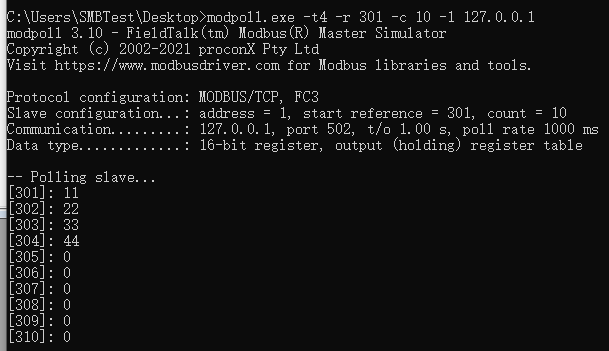 C:\Users\SMBTest\Desktop>modpoll.exe -t4 -r 301 -c 10 -1 127.0.0.1
modpoll 3.10 - FieldTalk(tm) Modbus(R) Master Simulator
Copyright (c) 2002-2021 proconX Pty Ltd
Visit https://www.modbusdriver.com for Modbus libraries and tools.
Protocol configuration: MODBUS/TCP, FC3
Slave configuration...: address = 1, start reference = 301, count = 10
Communication.........: 127.0.0.1, port 502, t/o 1.00 s, poll rate 1000 ms
Data type.............: 16-bit register, output (holding) register table
-- Polling slave...
[301]: 11
[302]: 22
[303]: 33
[304]: 44
[305]: 0
[306]: 0
[307]: 0
[308]: 0
[309]: 0
[310]: 0